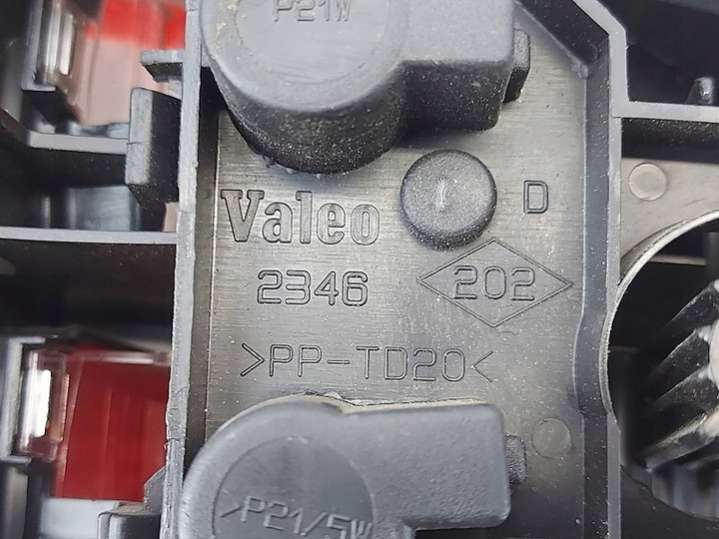 P21W
Valeo
D
2346
202
>PP-TD20<
>P21/5W